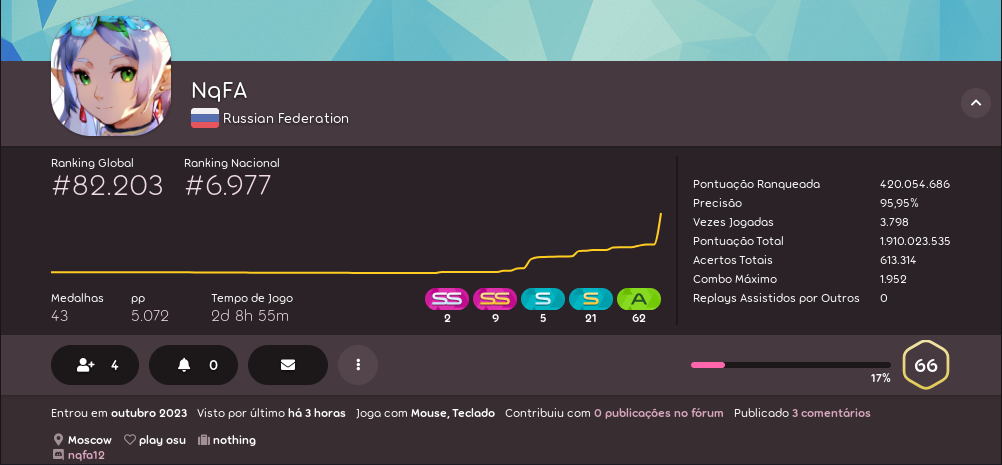 NqFA
Russian Federation
Ranking Global Ranking Nacional
#82.203 #6.977
Medalhas pp Tempo de Jogo
43 5.072 2d 8h 55m
SS SS S S A
2 9 5 21 62
Pontuação Ranqueada 420.054.686
Precisão 95,95%
Vezes Jogadas 3.798
Pontuação Total 1.910.023.535
Acertos Totais 613.314
Combo Máximo 1.952
Replays Assistidos por Outros 0
4 0
66
17%
Entrou em outubro 2023 Visto por último há 3 horas Joga com Mouse, Teclado Contribuiu com 0 publicações no fórum Publicado 3 comentários
Moscow play osu nothing
nqfa12